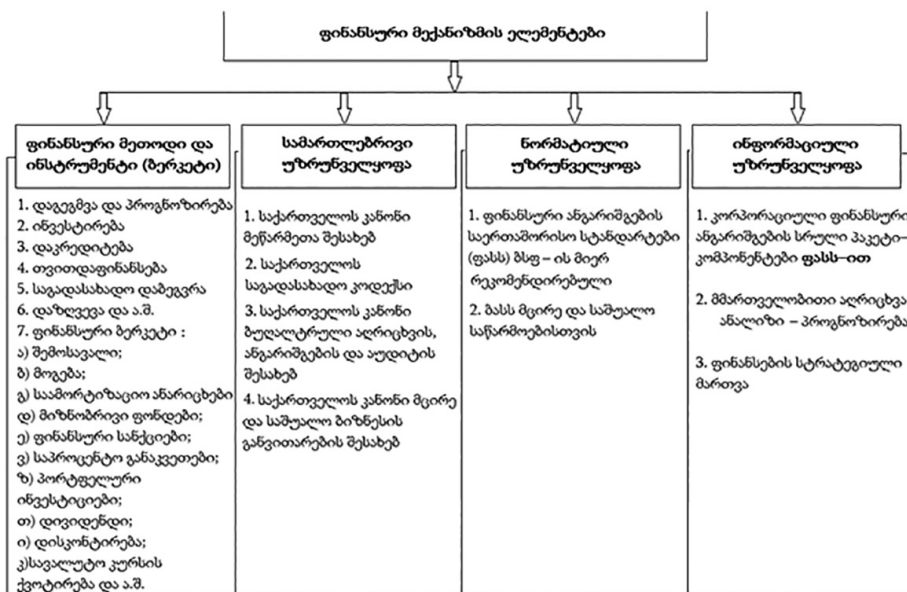 ფინანსური მექანიზმის ელემენტები
ფინანსური მეთოდი და
ინსტრუმენტი (ბერკეტი)
1. დაგეგმვა და პროგნოზირება
2. ინვესტირება
3. დაკრედიტება
4. თვითდაფინანსება
5. საგადასახადო დაბეგვრა
6. დაზღვევა და ა.შ.
7. ფინანსური ბერკეტი :
ა) შემოსავალი;
ბ) მოგება;
გ) საამორტიზაციო ანარიცხები
დ) მიზნობრივი ფონდები;
ე) ფინანსური სანქციები;
ვ) საპროცენტო განაკვეთები;
ზ) პორტფელური
ინვესტიციები;
თ) დივიდენდი;
ი) დისკონტირება;
კ)სავალუტო კურსის
ქვოტირება და ა.შ.
სამართლებრივი
უზრუნველყოფა
1. საქართველოს კანონი
მეწარმეთა შესახებ
2. საქართველოს
საგადასახადო კოდექსი
3. საქართველოს კანონი
ბუღალტრული აღრიცხვის,
ანგარიშგების და აუდიტის
შესახებ
4. საქართველოს კანონი მცირე
და საშუალო ბიზნესის
განვითარების შესახებ
ნორმატიული
უზრუნველყოფა
1. ფინანსური ანგარიშგების
საერთაშორისო სტანდარტები
(ფასს) ბსფ – ის მიერ
რეკომენდირებული
2. ბასს მცირე და საშუალო
საწარმოებისთვის
ინფორმაციული
უზრუნველყოფა
1. კორპორაციული ფინანსური
ანგარიშგების სრული პაკეტი–
კომპონენტები ფასს–ით
2. მმართველობითი აღრიცხვა
ანალიზი – პროგნოზირება
3. ფინანსების სტრატეგიული
მართვა